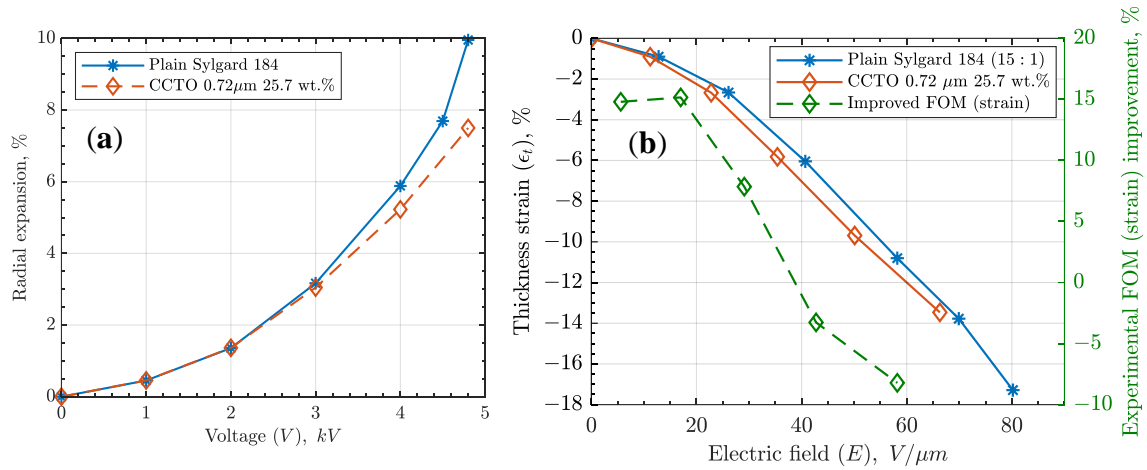 10
8
6
4
2
0
0
1
2
3
4
5
Radial expansion, %
Voltage (V), kV
Plain Sylgard 184
CCTO 0.72μm 25.7 wt.%
(a)
0
−2
−4
−6
−8
−10
−12
−14
−16
−18
0
20
40
60
80
20
15
10
5
0
−5
−10
Thickness strain (ϵt), %
Electric field (E), V/μm
Experimental FOM (strain) improvement, %
Plain Sylgard 184 (15 : 1)
CCTO 0.72 μm 25.7 wt.%
Improved FOM (strain)
(b)